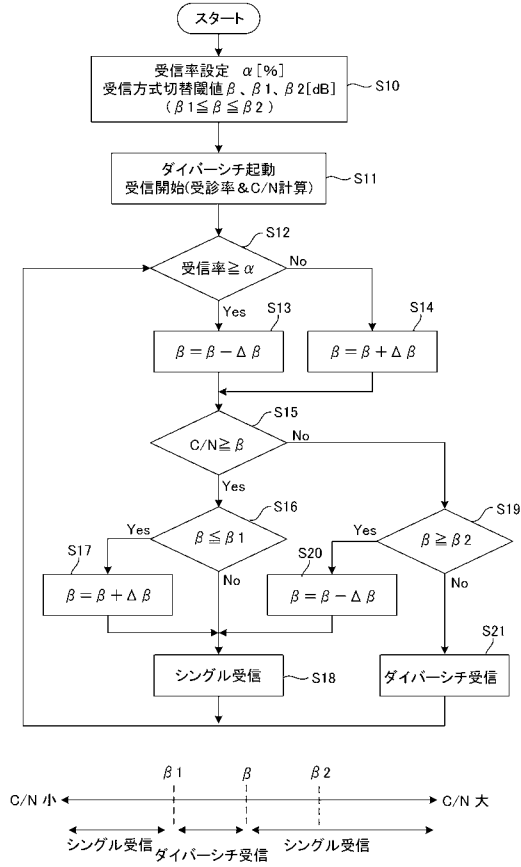 スタート
受信率設定 α[%]
受信方式切替閾値β、β1、β2[dB]
(β1≦β≦β2)
S10
ダイバーシチ起動
受信開始(受診率&C/N計算)
S11
S12
受信率≧α
No
Yes
S13
β=β-Δβ
S14
β=β+Δβ
S15
C/N≧β
No
Yes
S16
β≦β1
Yes
No
S19
β≧β2
Yes
No
S17
β=β+Δβ
S20
β=β-Δβ
S21
シングル受信
S18
ダイバーシチ受信
β1 β β2
C/N 小 C/N 大
シングル受信 ダイバーシチ受信 シングル受信